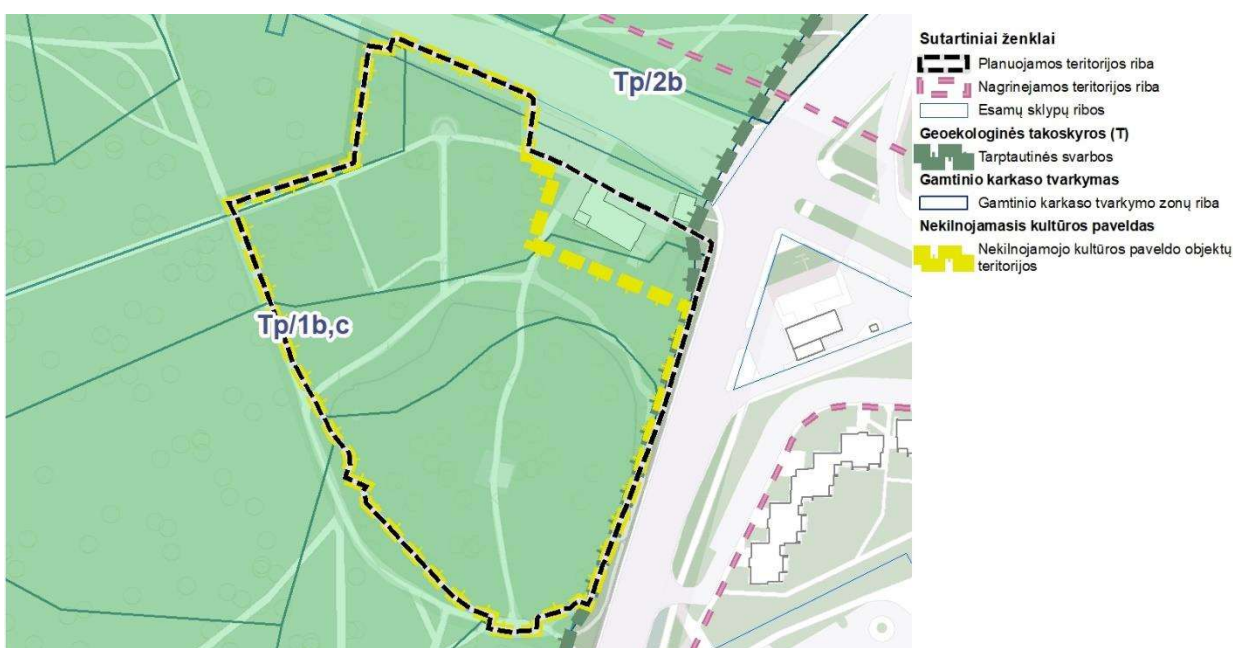 Tp/2b
Tp/1b,c
Sutartiniai ženklai
Planuojamos teritorijos riba
Nagrinejamos teritorijos riba
Esamų sklypų ribos
Geoekologinės takoskyros (T)
Tarptautinės svarbos
Gamtinio karkaso tvarkymas
Gamtinio karkaso tvarkymo zonų riba
Nekilnojamasis kultūros paveldas
Nekilnojamojo kultūros paveldo objektų
teritorijos